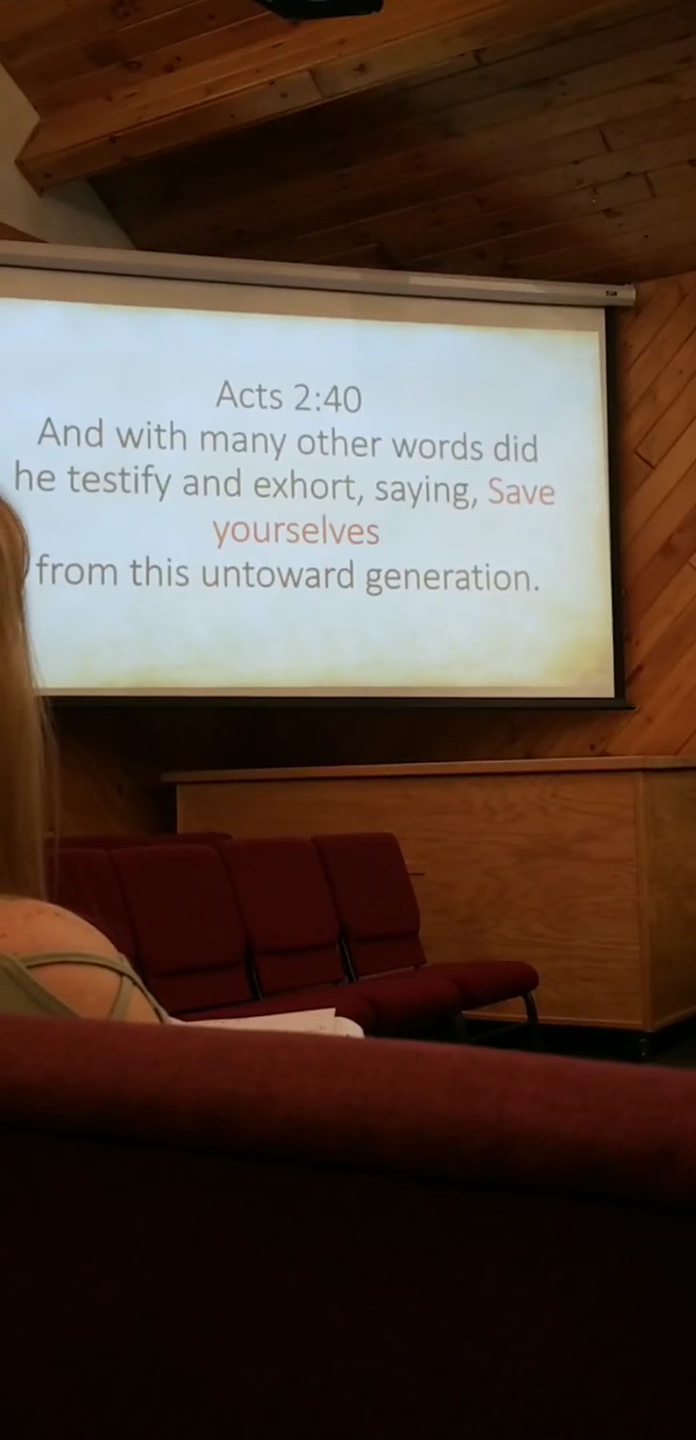 Acts 2:40
And with many other words did
he testify and exhort, saying, Save
yourselves
from this untoward generation.